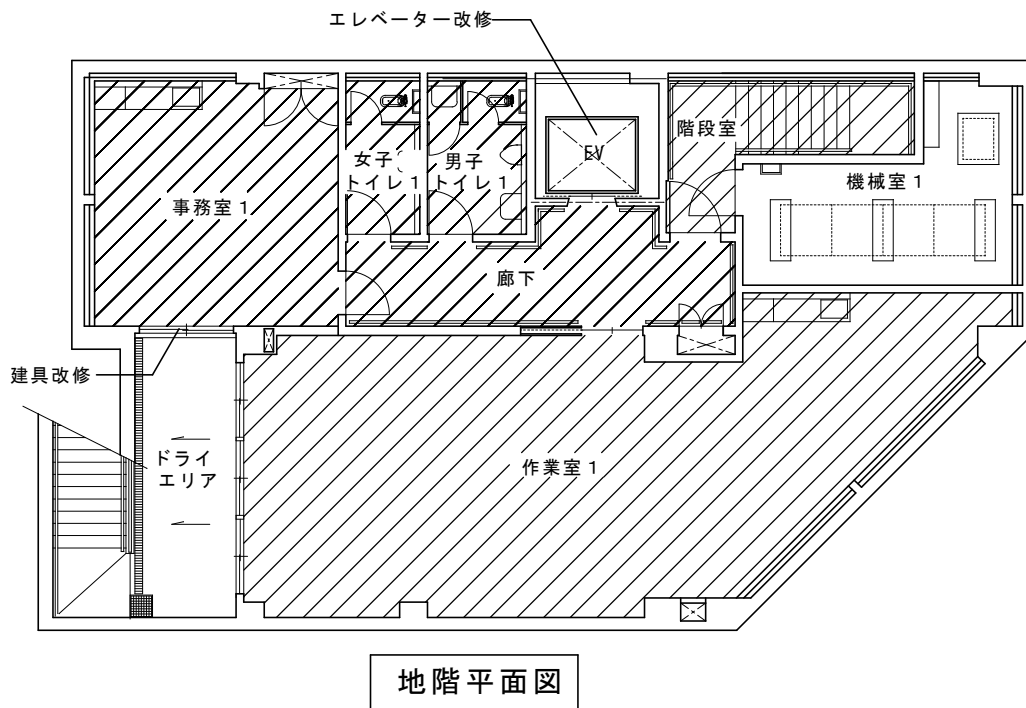 エレベーター改修
階段室
EV
女子
トイレ1
男子
トイレ1
機械室1
事務室1
廊下
建具改修
ドライ
エリア
作業室1
地階平面図